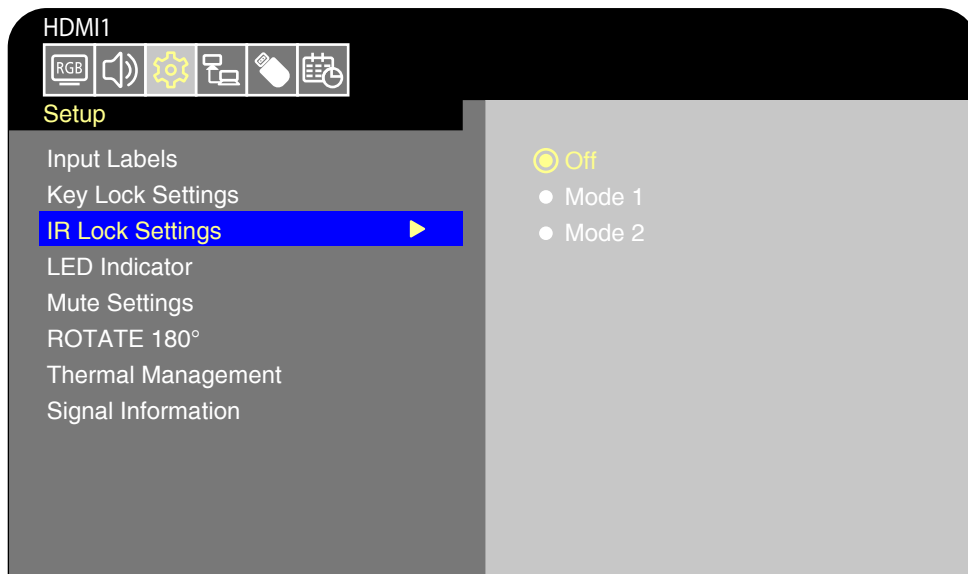 HDMI1
RGB
Setup
Input Labels
Key Lock Settings
IR Lock Settings
LED Indicator
Mute Settings
ROTATE 180°
Thermal Management
Signal Information
Off
Mode 1
Mode 2